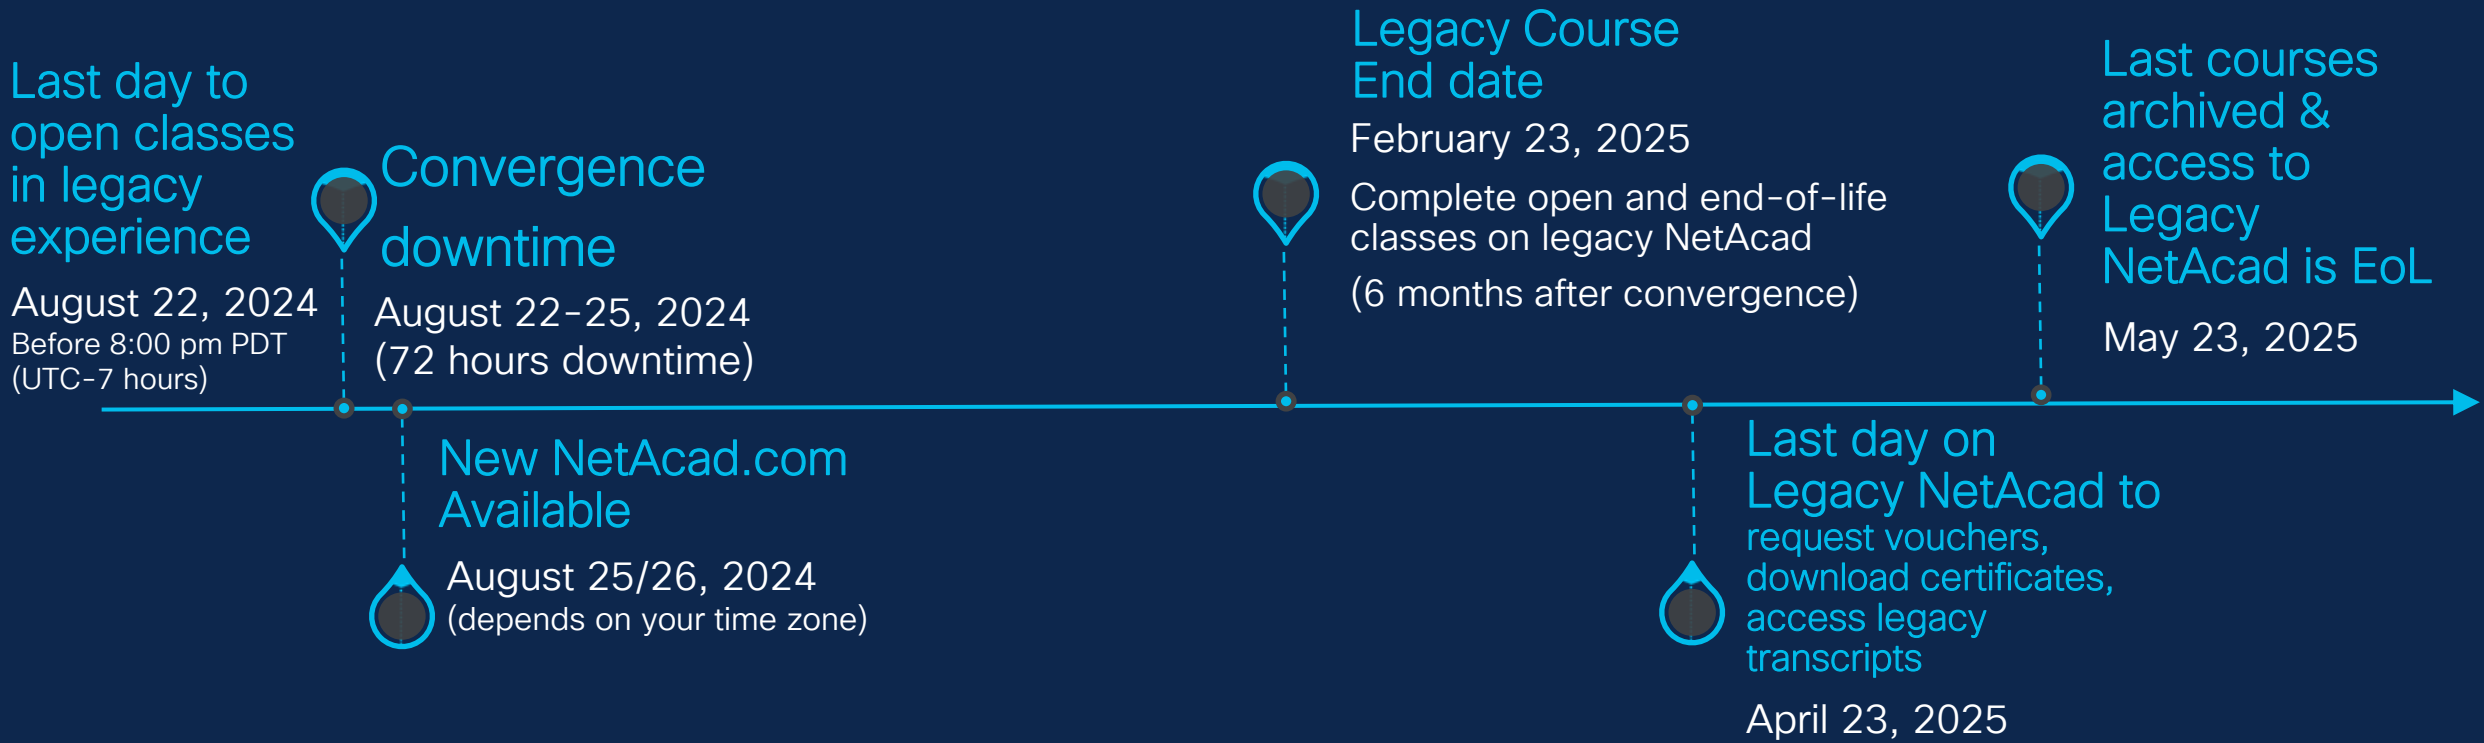 Last day to
open classes
in legacy
experience
August 22, 2024
Before 8:00 pm PDT
(UTC-7 hours)
Convergence
downtime
August 22-25, 2024
(72 hours downtime)
New NetAcad.com
Available
August 25/26, 2024
(depends on your time zone)
Legacy Course
End date
February 23, 2025
Complete open and end-of-life
classes on legacy NetAcad
(6 months after convergence)
Last day on
Legacy NetAcad to
request vouchers,
download certificates,
access legacy
transcripts
April 23, 2025
Last courses
archived &
access to
Legacy
NetAcad is EoL
May 23, 2025